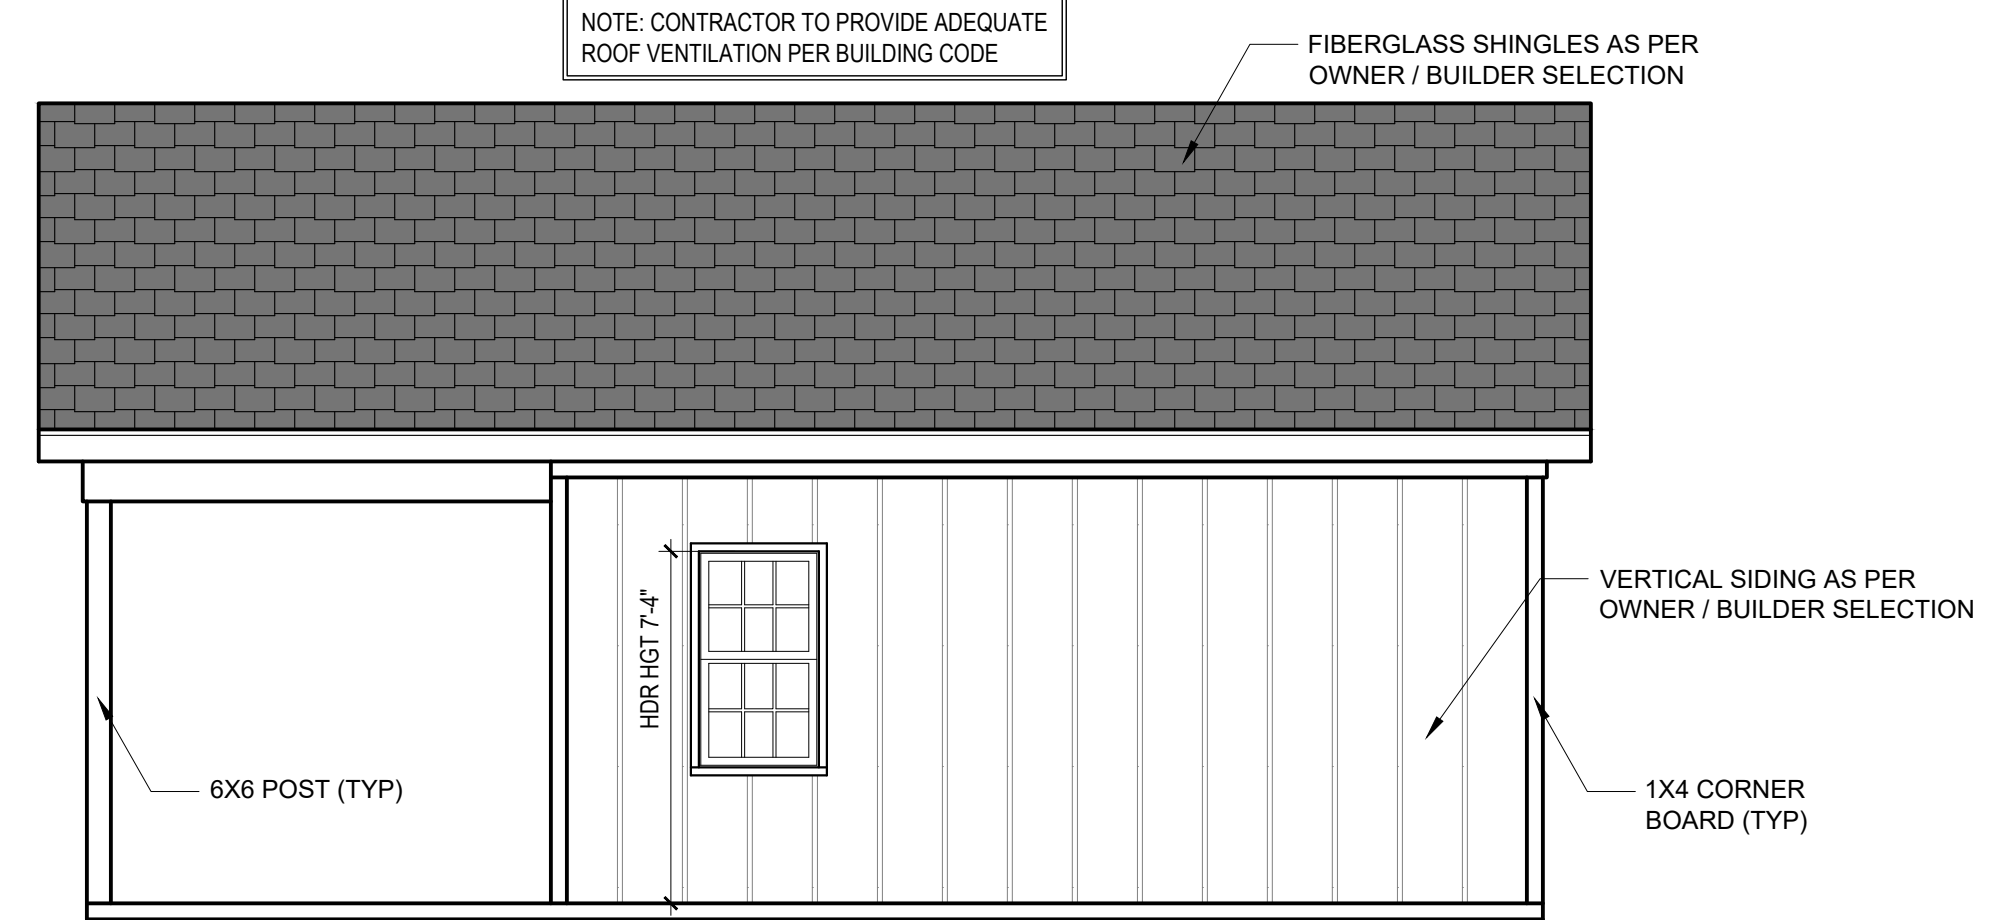 NOTE: CONTRACTOR TO PROVIDE ADEQUATE
ROOF VENTILATION PER BUILDING CODE
FIBERGLASS SHINGLES AS PER
OWNER / BUILDER SELECTION
HDR HGT 7'-4"
VERTICAL SIDING AS PER
OWNER / BUILDER SELECTION
6X6 POST (TYP)
1X4 CORNER
BOARD (TYP)